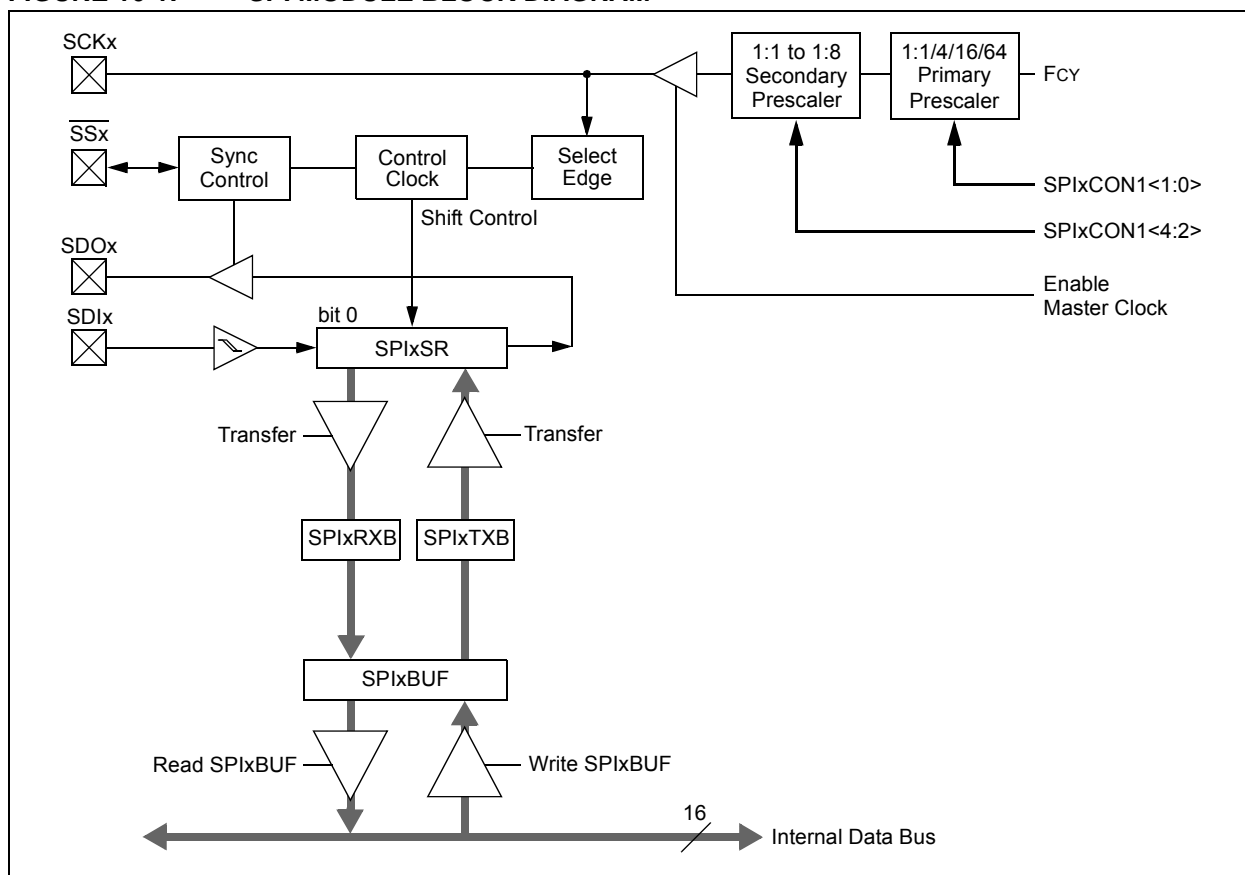 SCKx
1:1 to 1:8
Secondary
Prescaler
1:1/4/16/64
Primary
Prescaler
FCY
SSx
Sync
Control
Control
Clock
Select
Edge
SPIxCON1<1:0>
Shift Control
SPIxCON1<4:2>
SDOx
Enable
Master Clock
SDIx
bit 0
SPIxSR
Transfer
Transfer
SPIxRXB
SPIxTXB
SPIxBUF
Read SPIxBUF
Write SPIxBUF
16
Internal Data Bus